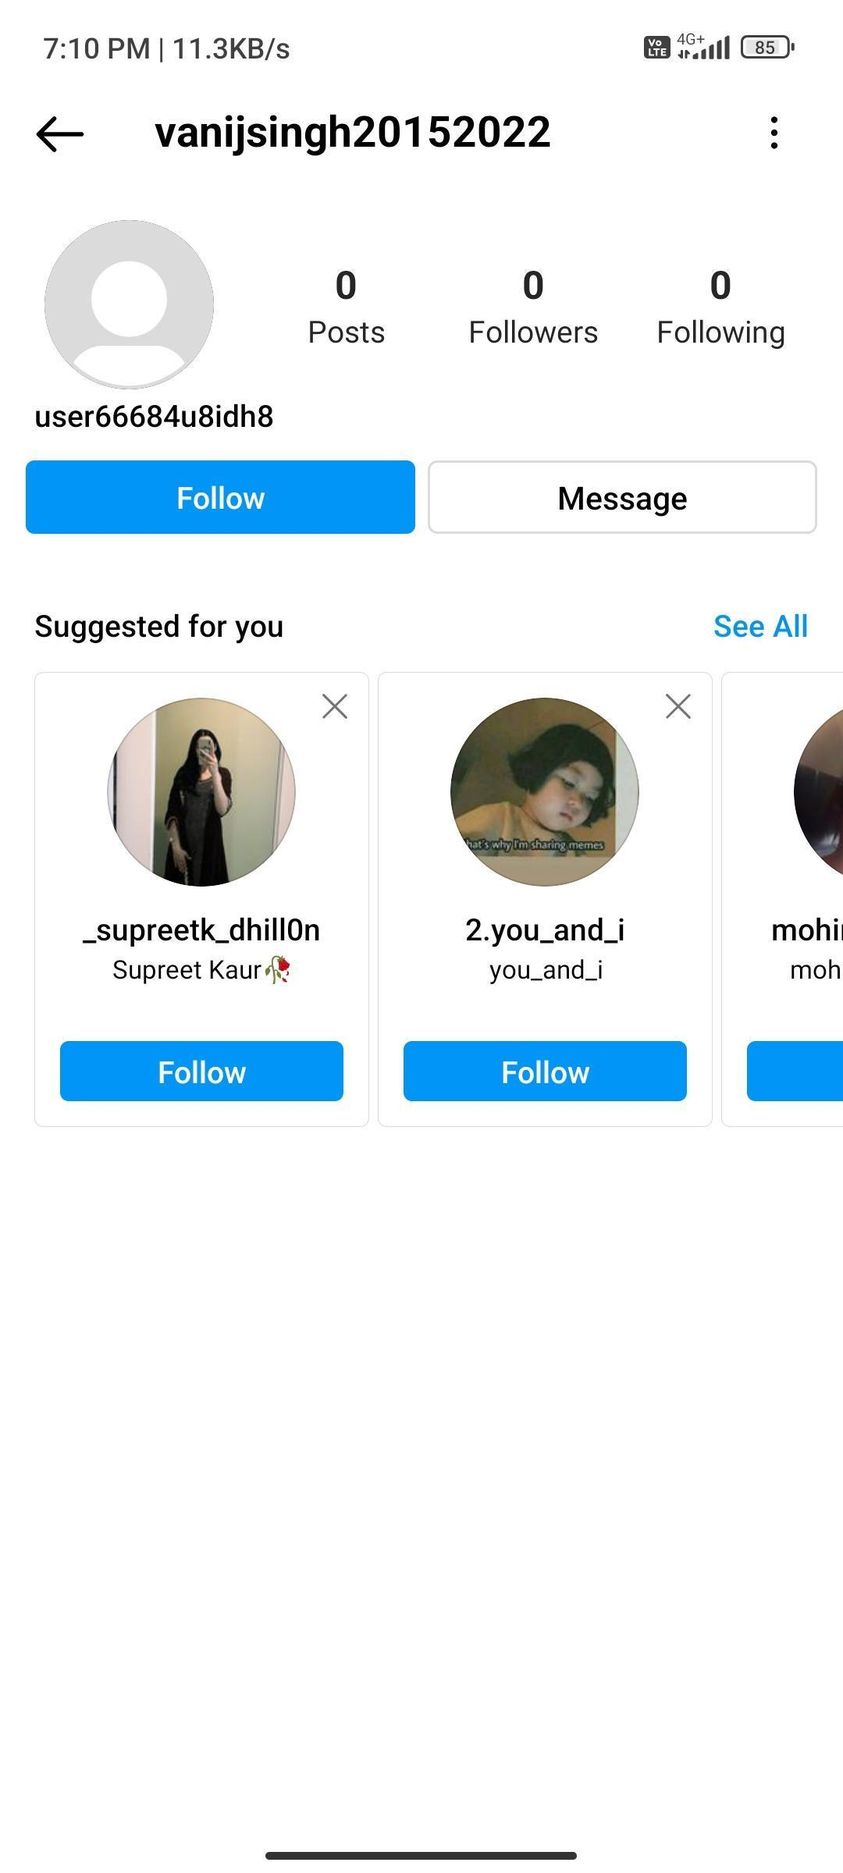 7:10 PM | 11.3KB/s
Vo LTE 4G+ 85
vanijsingh20152022
0 0 0
Posts Followers Following
user66684u8idh8
Follow Message
Suggested for you See All
hat's why I'm sharing memes
_supreetk_dhill0n 2.you_and_i mohi
Supreet Kaur🥀 you_and_i moh
Follow Follow